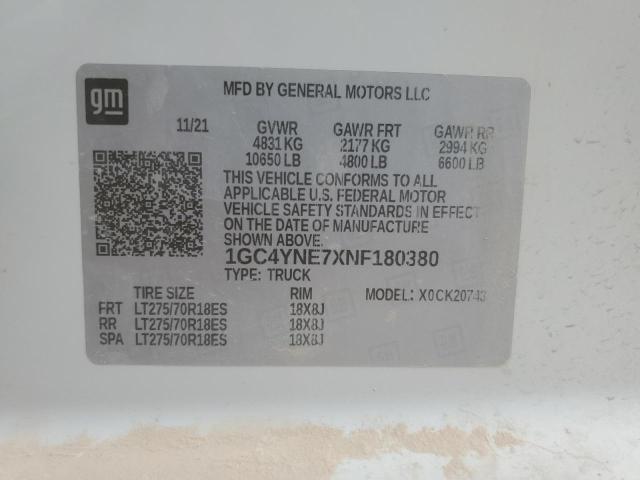 gm
MFD BY GENERAL MOTORS LLC
11/21 GVWR GAWR FRT GAWR RR
4831 KG 2177 KG 2994 KG
10650 LB 4800 LB 6600 LB
THIS VEHICLE CONFORMS TO ALL
APPLICABLE U.S. FEDERAL MOTOR
VEHICLE SAFETY STANDARDS IN EFFECT
ON THE DATE OF MANUFACTURE
SHOWN ABOVE.
1GC4YNE7XNF180380
TYPE: TRUCK
TIRE SIZE RIM MODEL: X0CK20743
FRT LT275/70R18ES 18X8J
RR LT275/70R18ES 18X8J
SPA LT275/70R18ES 18X8J